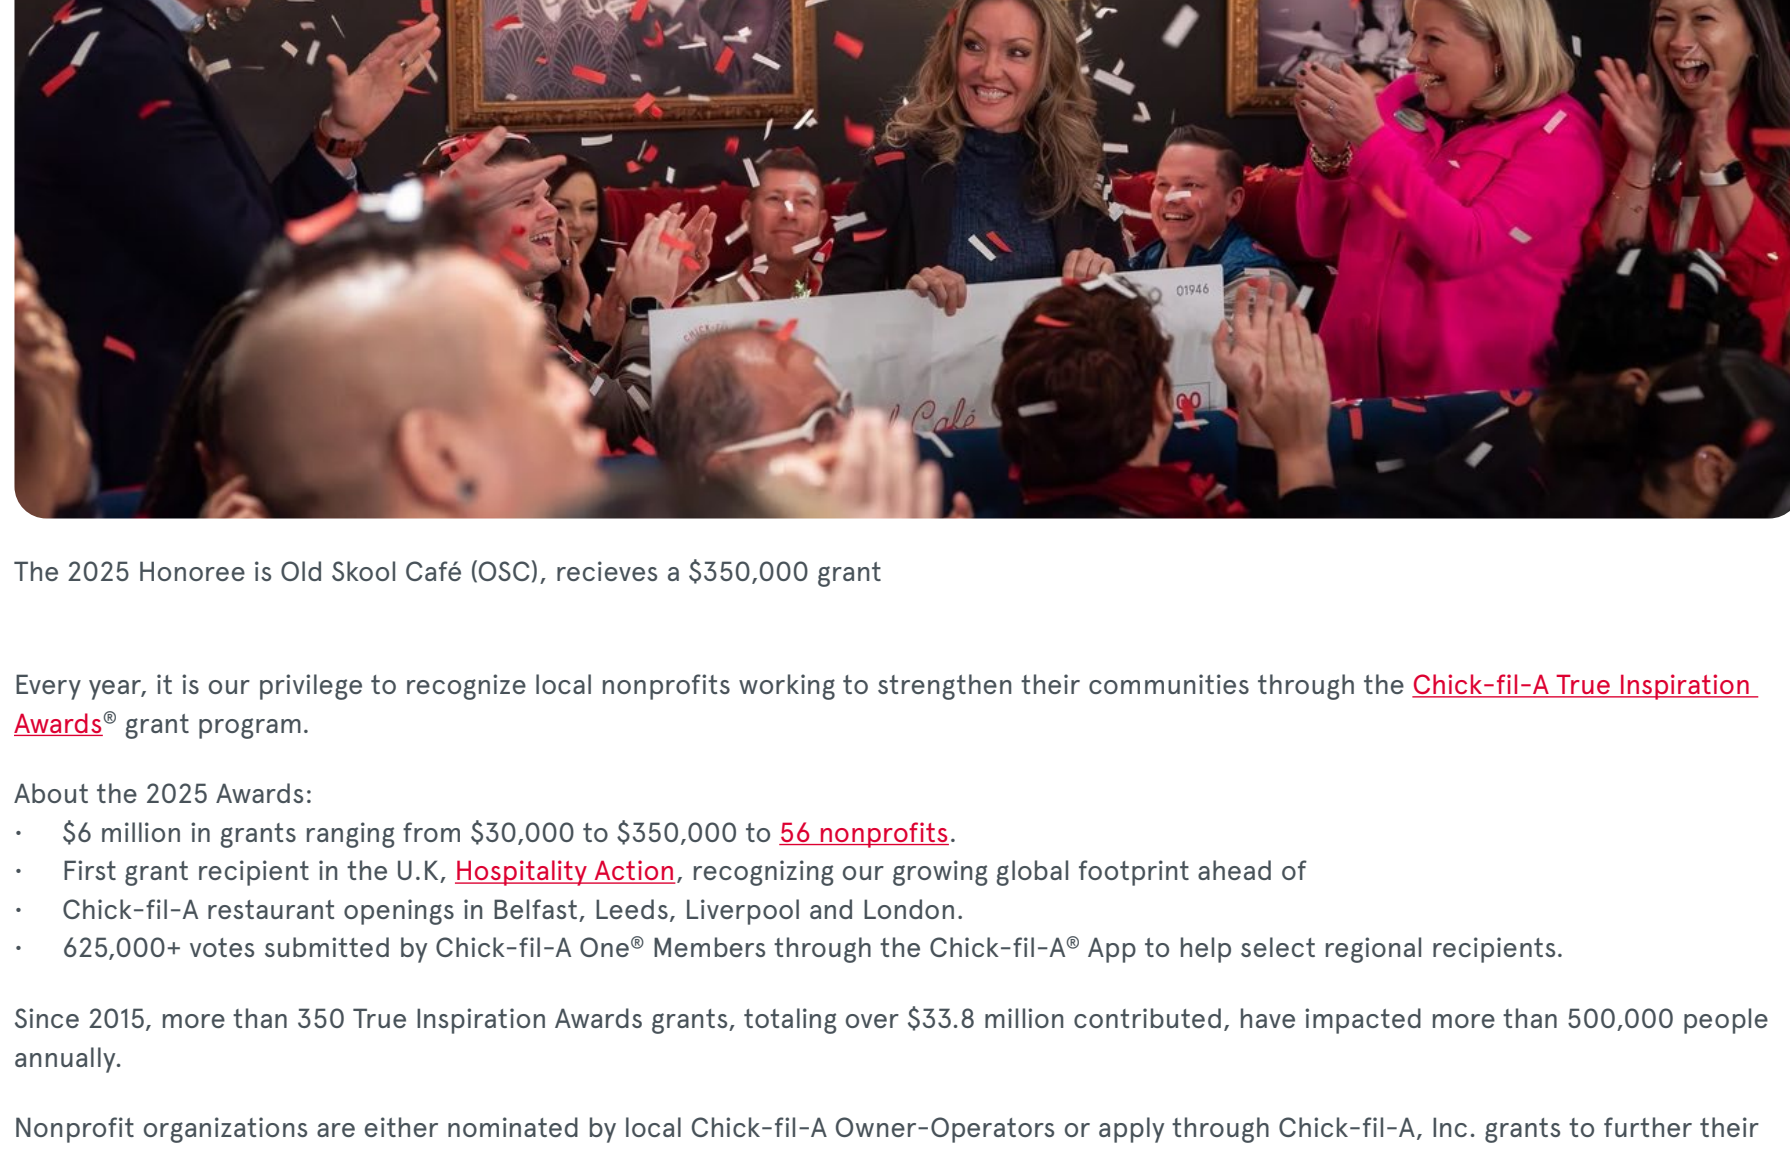 01946
Café
00
The 2025 Honoree is Old Skool Café (OSC), recieves a $350,000 grant
Every year, it is our privilege to recognize local nonprofits working to strengthen their communities through the Chick-fil-A True Inspiration
Awards® grant program.
About the 2025 Awards:
· $6 million in grants ranging from $30,000 to $350,000 to 56 nonprofits.
· First grant recipient in the U.K, Hospitality Action, recognizing our growing global footprint ahead of
· Chick-fil-A restaurant openings in Belfast, Leeds, Liverpool and London.
· 625,000+ votes submitted by Chick-fil-A One® Members through the Chick-fil-A® App to help select regional recipients.
Since 2015, more than 350 True Inspiration Awards grants, totaling over $33.8 million contributed, have impacted more than 500,000 people
annually.
Nonprofit organizations are either nominated by local Chick-fil-A Owner-Operators or apply through Chick-fil-A, Inc. grants to further their